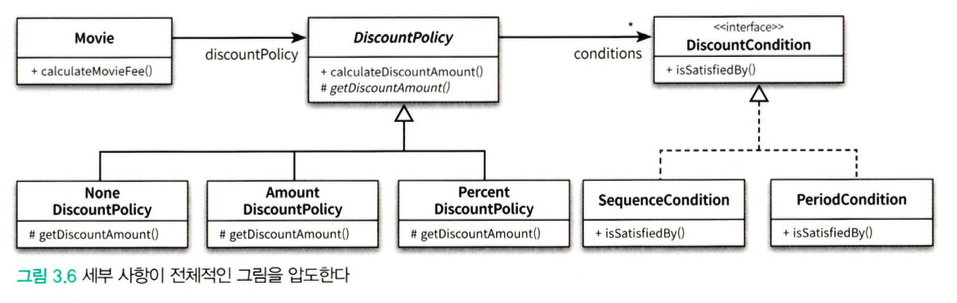 Movie
+ calculateMovieFee()
discountPolicy
DiscountPolicy
+ calculateDiscountAmount()
# getDiscountAmount()
*
conditions
<<interface>>
DiscountCondition
+ isSatisfiedBy()
None
DiscountPolicy
# getDiscountAmount()
Amount
DiscountPolicy
# getDiscountAmount()
Percent
DiscountPolicy
# getDiscountAmount()
SequenceCondition
+ isSatisfiedBy()
PeriodCondition
+ isSatisfiedBy()
그림 3.6 세부 사항이 전체적인 그림을 압도한다